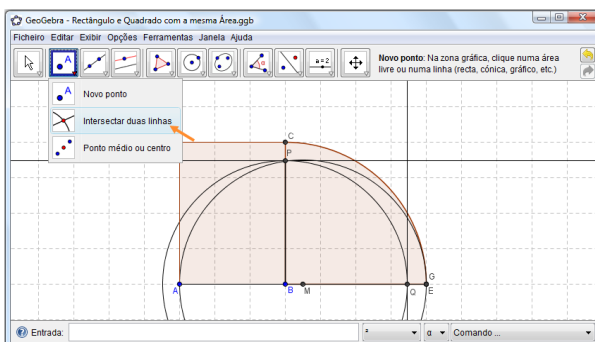 GeoGebra - Rectângulo e Quadrado com a mesma Área.ggb
Ficheiro Editar Exibir Opções Ferramentas Janela Ajuda
A
a=2
Novo ponto: Na zona gráfica, clique numa área
livre ou numa linha (recta, cónica, gráfico, etc.)
A Novo ponto
Intersectar duas linhas
Ponto médio ou centro
C
P
G
A B M Q E
Entrada: ² α Comando ...